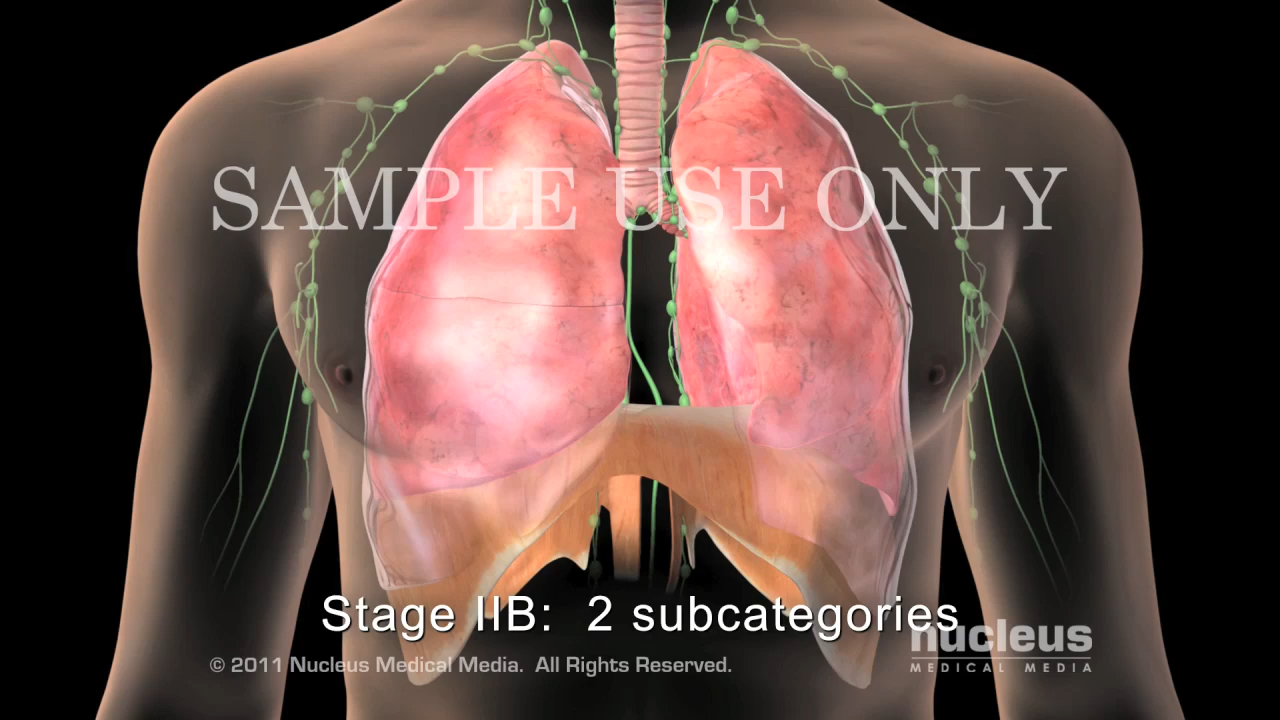 SAMPLE USE ONLY
Stage IIB:  2 subcategories
© 2011 Nucleus Medical Media.  All Rights Reserved.
nucleus
MEDICAL MEDIA